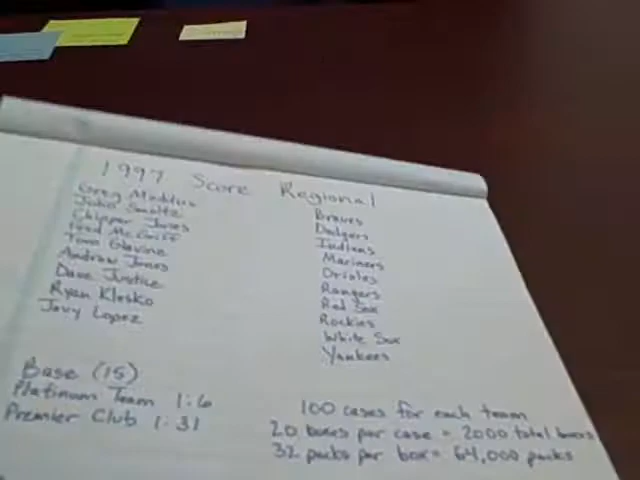 1997 Score Regional
Greg Maddux
John Smoltz
Chipper Jones
Fred McGriff
Tom Glavine
Andruw Jones
Dave Justice
Ryan Klesko
Javy Lopez
Braves
Dodgers
Indians
Mariners
Orioles
Rangers
Red Sox
Rockies
White Sox
Yankees
Base (15)
Platinum Team 1:6
Premier Club 1:31
100 cases for each team
20 boxes per case = 2000 total boxes
32 packs per box = 64,000 packs